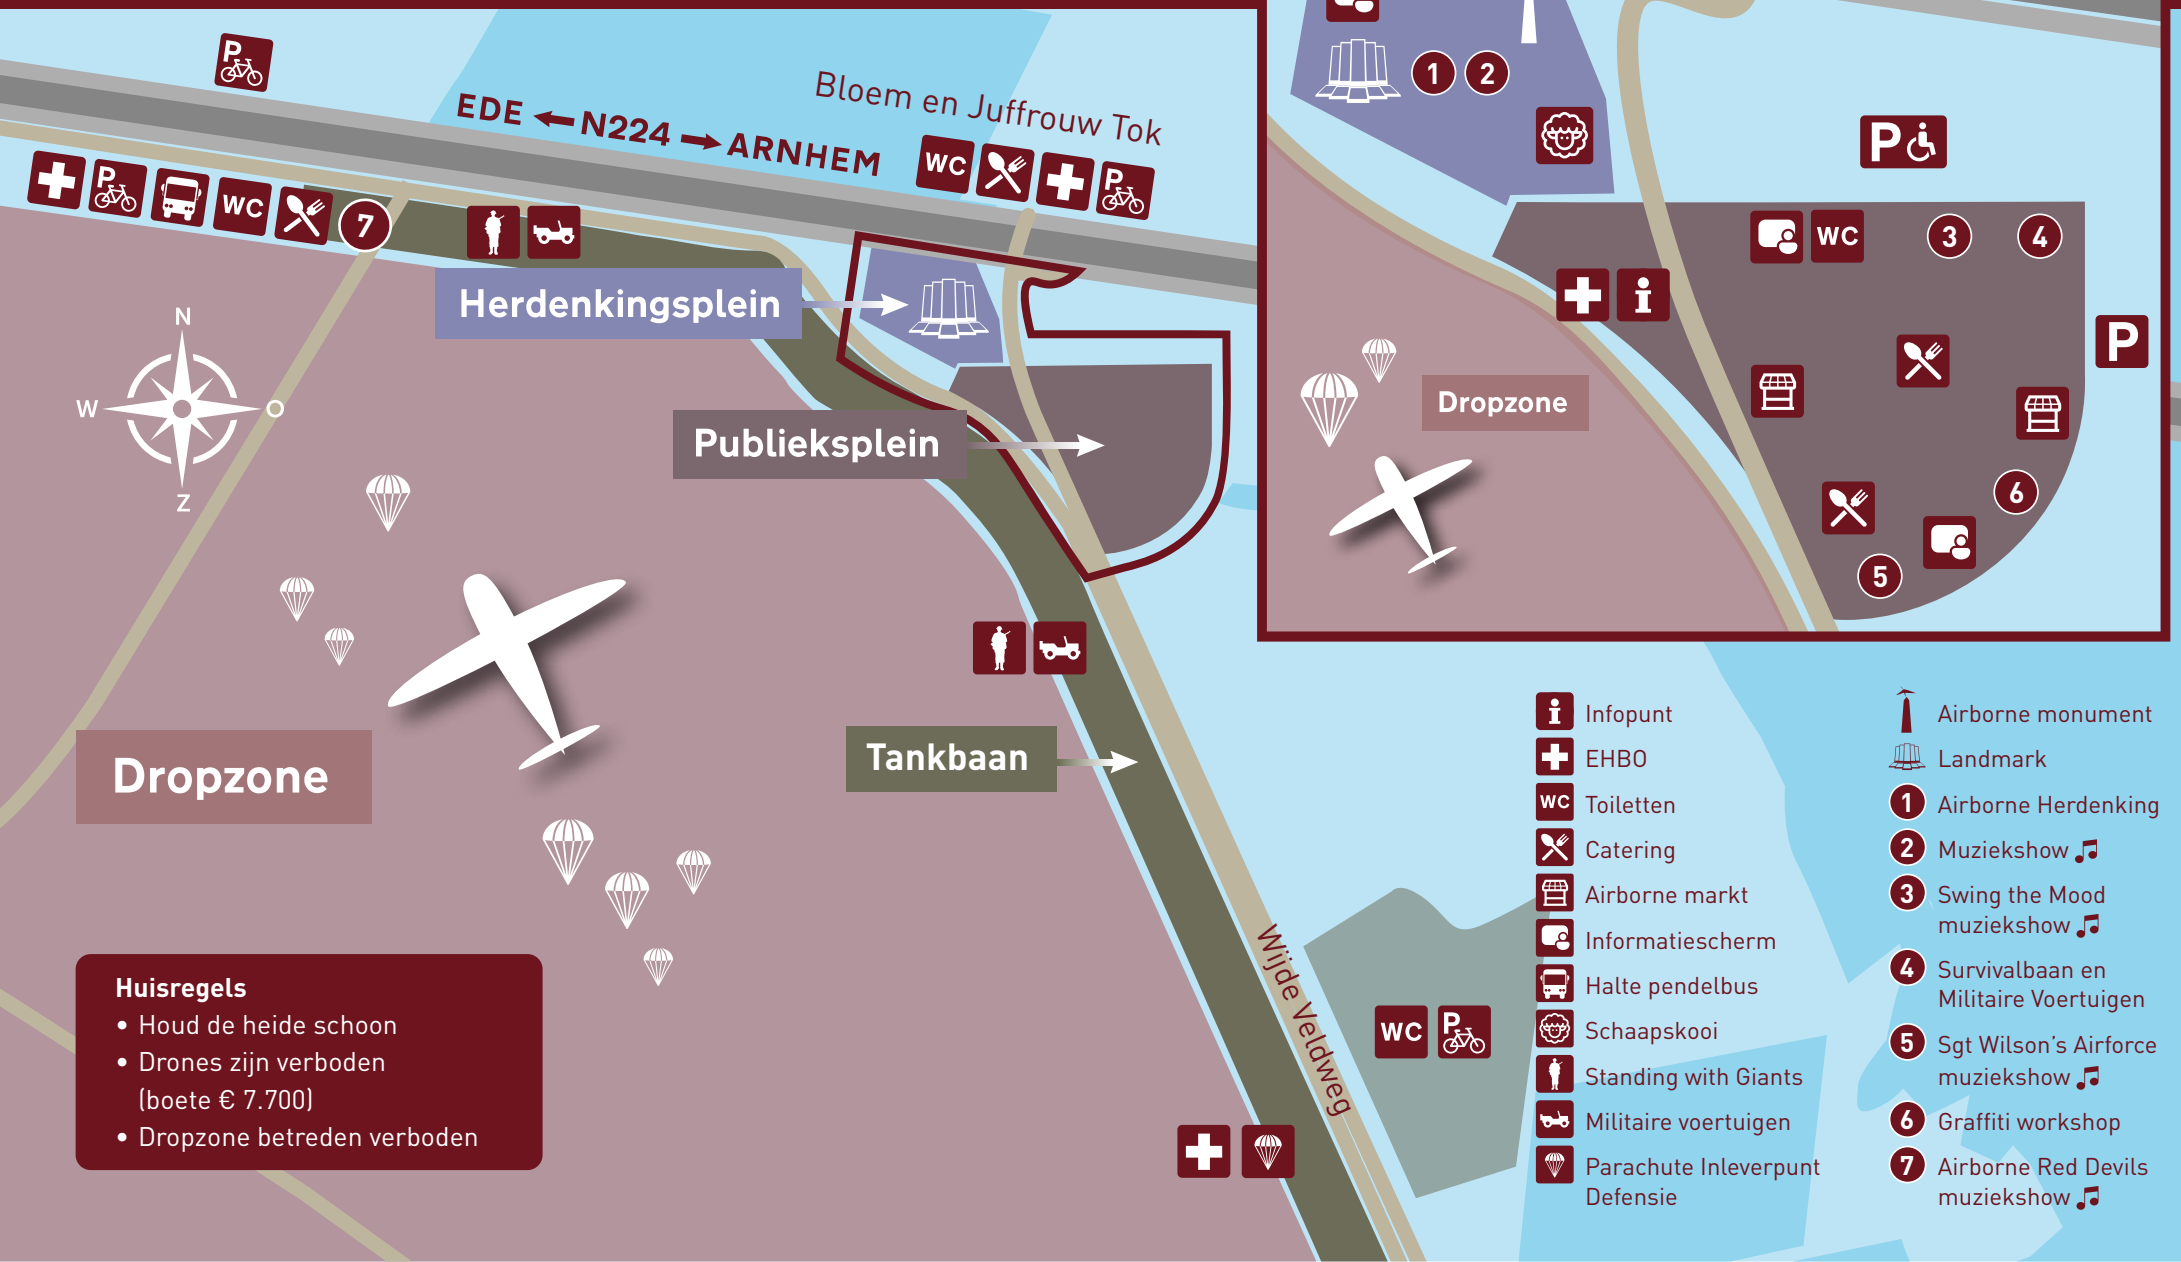 P
EDE
N224
ARNHEM
Bloem en Juffrouw Tok
P
WC
7
WC
P
Herdenkingsplein
Publieksplein
N
W
O
Z
Dropzone
Tankbaan
Huisregels
• Houd de heide schoon
• Drones zijn verboden
(boete € 7.700)
• Dropzone betreden verboden
Wijde Veldweg
WC
P
1
2
P
WC
3
4
i
P
Dropzone
6
5
i Infopunt
EHBO
WC Toiletten
Catering
Airborne markt
Informatiescherm
Halte pendelbus
Schaapskooi
Standing with Giants
Militaire voertuigen
Parachute Inleverpunt
Defensie
Airborne monument
Landmark
1 Airborne Herdenking
2 Muziekshow
3 Swing the Mood
muziekshow
4 Survivalbaan en
Militaire Voertuigen
5 Sgt Wilson's Airforce
muziekshow
6 Graffiti workshop
7 Airborne Red Devils
muziekshow